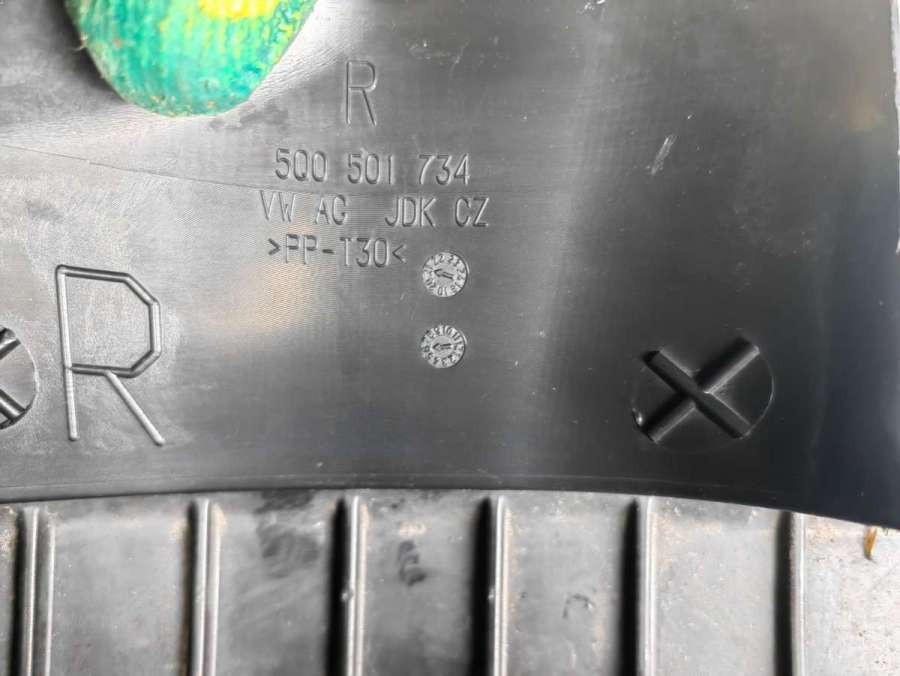 R
5Q0 501 734
VW AG JDK CZ
>PP-T30<
R